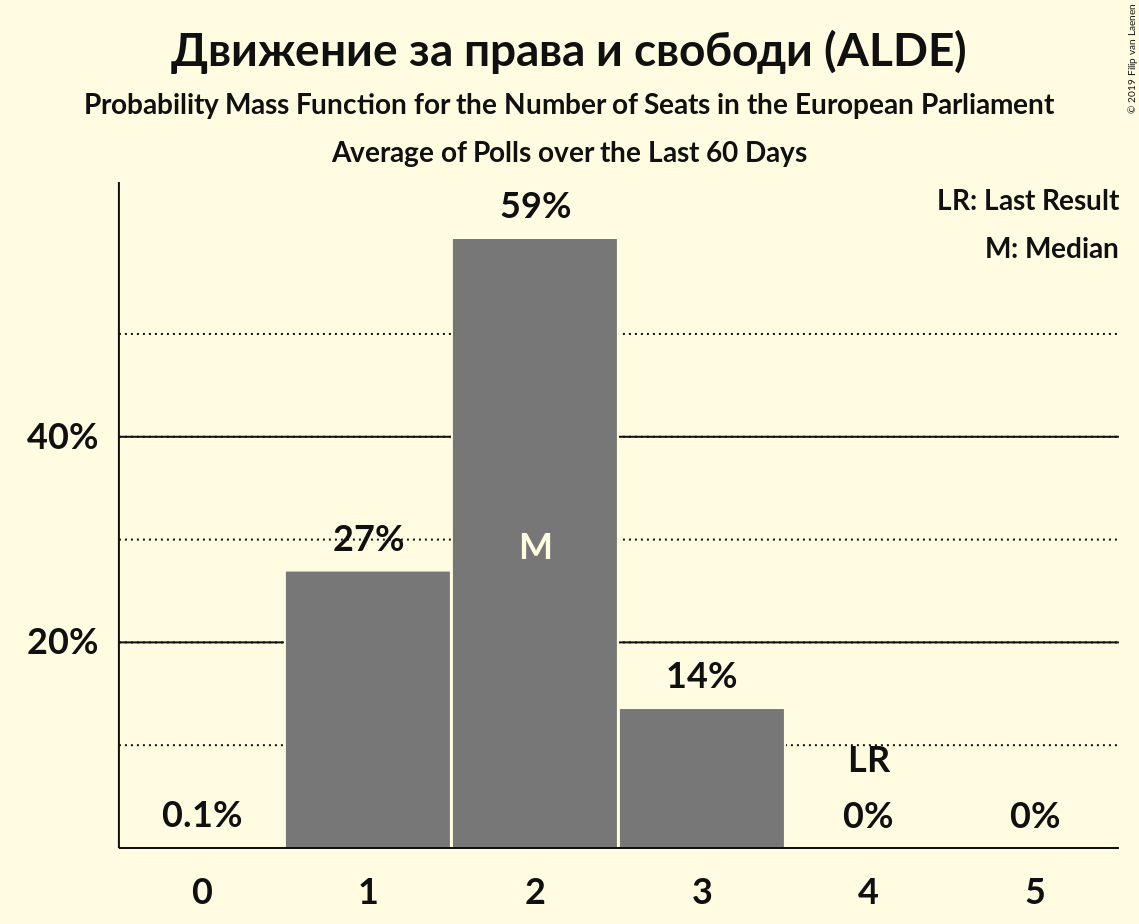 Движение за права и свободи (ALDE)
Probability Mass Function for the Number of Seats in the European Parliament
Average of Polls over the Last 60 Days
© 2019 Filip van Laenen
LR: Last Result
M: Median
59%
40%
27%
M
20%
14%
LR
0.1%
0%
0%
0
1
2
3
4
5